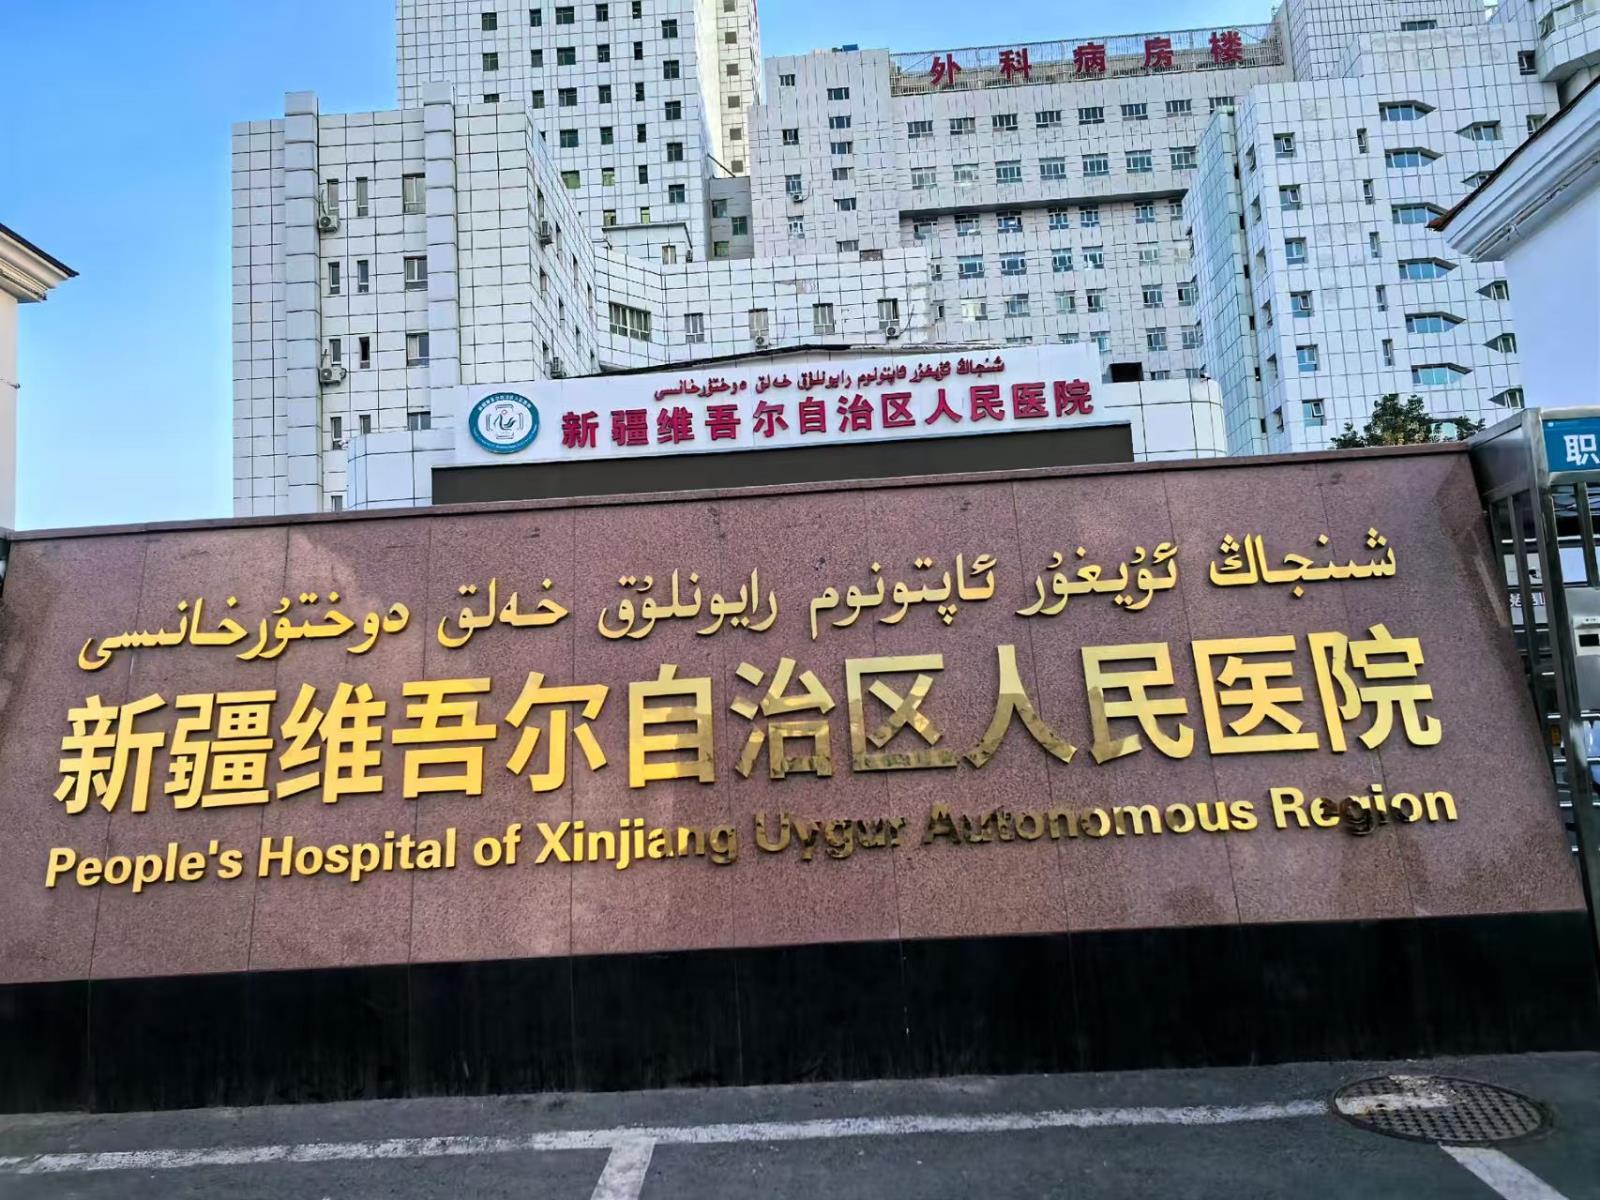 外科病房楼
شىنجاڭ ئۇيغۇر ئاپتونوم رايونلۇق خەلق دوختۇرخانىسى
新疆维吾尔自治区人民医院
职
شىنجاڭ ئۇيغۇر ئاپتونوم رايونلۇق خەلق دوختۇرخانىسى
新疆维吾尔自治区人民医院
People's Hospital of Xinjiang Uygur Autonomous Region